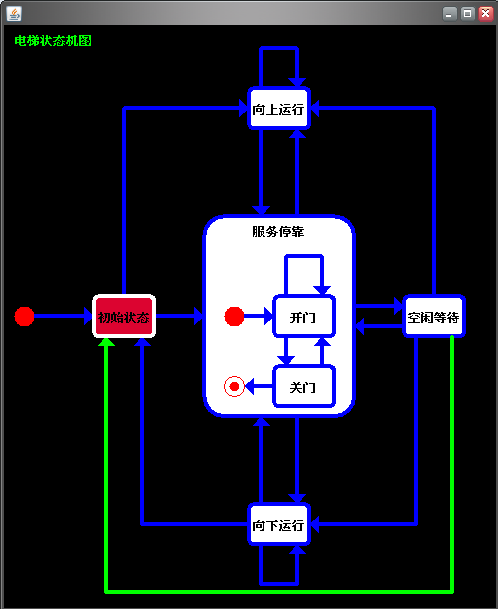 电梯状态机图
向上运行
服务停靠
初始状态
开门
空闲等待
关门
向下运行